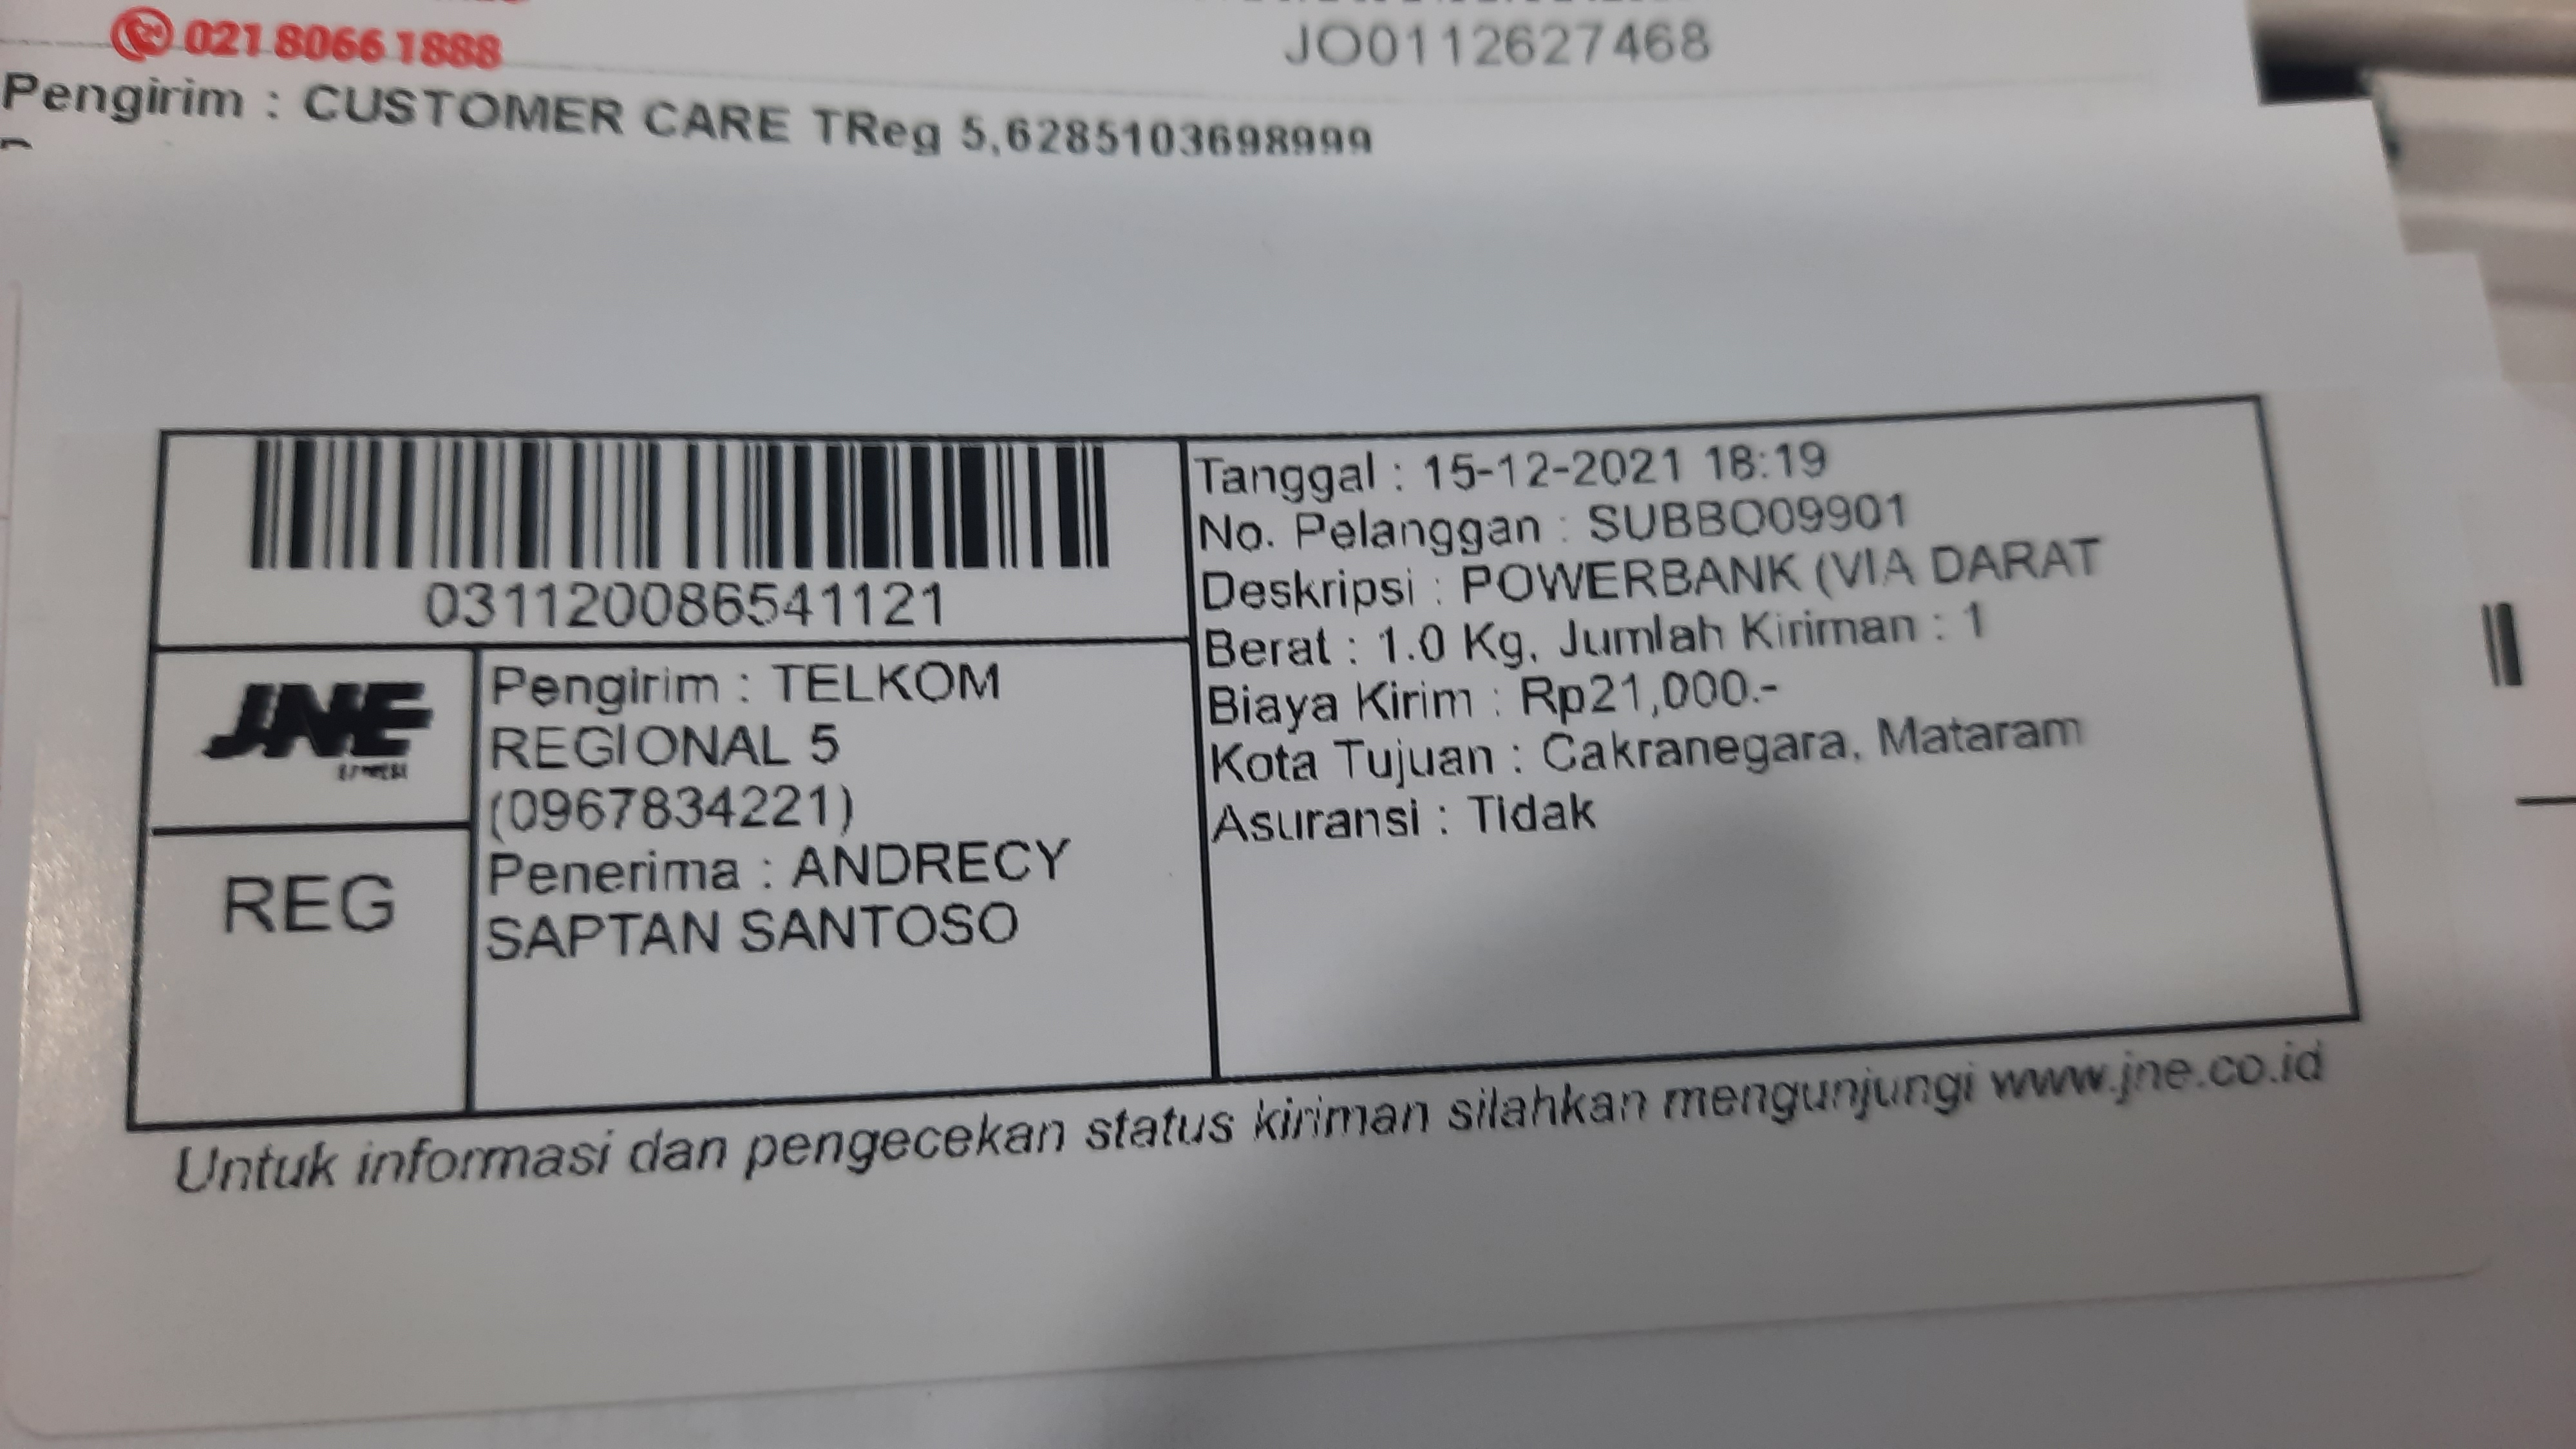 021 8066 1888
JO011262746​8
Pengirim : CUSTOMER CARE TReg 5,6285103698999
031120086541121
Tanggal : 15-12-2021 18:19
No. Pelanggan : SUBBO09901
Deskripsi : POWERBANK (VIA DARAT
Berat : 1.0 Kg, Jumlah Kiriman : 1
Biaya Kirim : Rp21,000.-
Kota Tujuan : Cakranegara, Mataram
Asuransi : Tidak
JNE
REG
Pengirim : TELKOM
REGIONAL 5
(0967834221)
Penerima : ANDRECY
SAPTAN SANTOSO
Untuk informasi dan pengecekan status kiriman silahkan mengunjungi www.jne.co.id